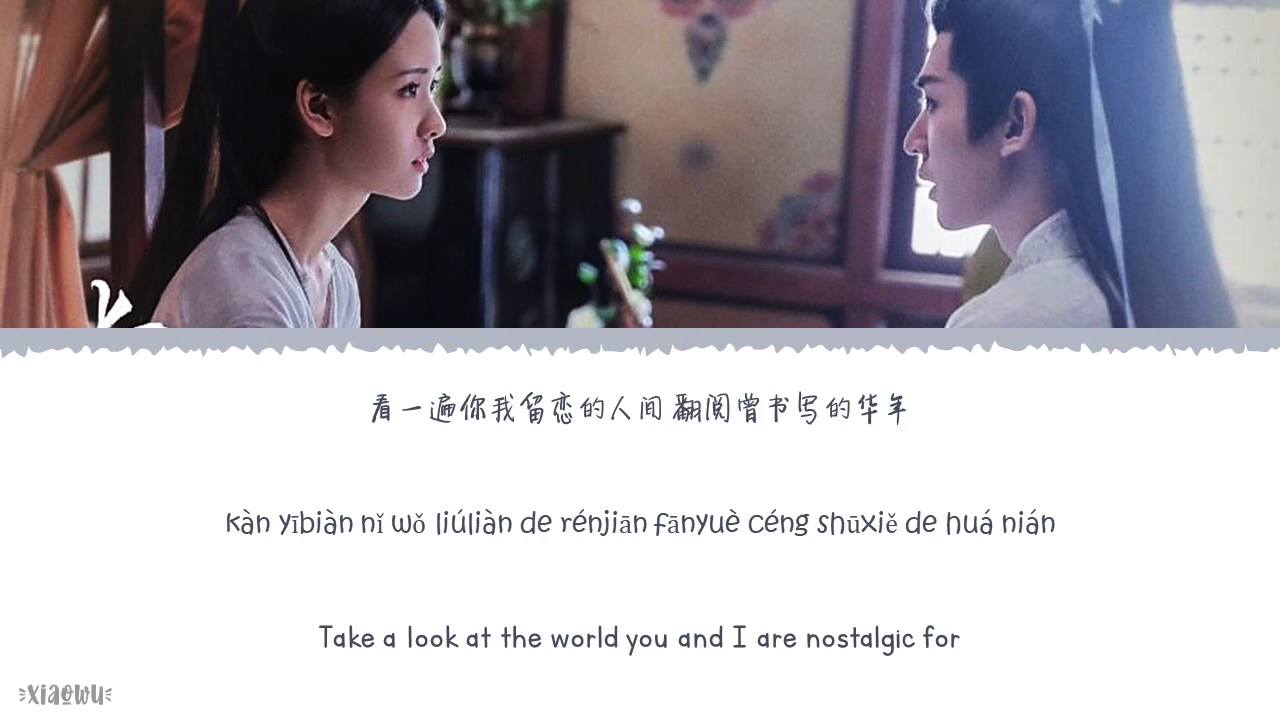 看一遍你我留恋的人间 翻阅曾书写的华年
kàn yībiàn nǐ wǒ liúliàn de rénjiān fānyuè céng shūxiě de huá nián
Take a look at the world you and I are nostalgic for
xiaowu